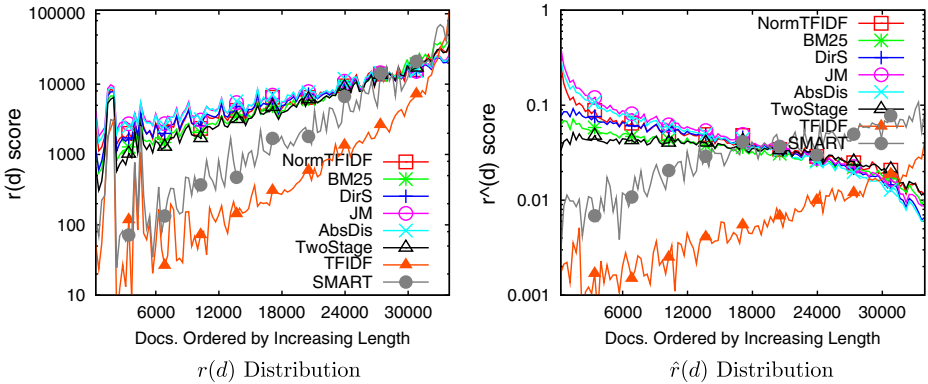 100000
10000
1000
100
10
r(d) score
NormTFIDF
BM25
DirS
JM
AbsDis
TwoStage
TFIDF
SMART
6000 12000 18000 24000 30000
Docs. Ordered by Increasing Length
r(d) Distribution
1
0.1
0.01
0.001
r^(d) score
NormTFIDF
BM25
DirS
JM
AbsDis
TwoStage
TFIDF
SMART
6000 12000 18000 24000 30000
Docs. Ordered by Increasing Length
r̂(d) Distribution